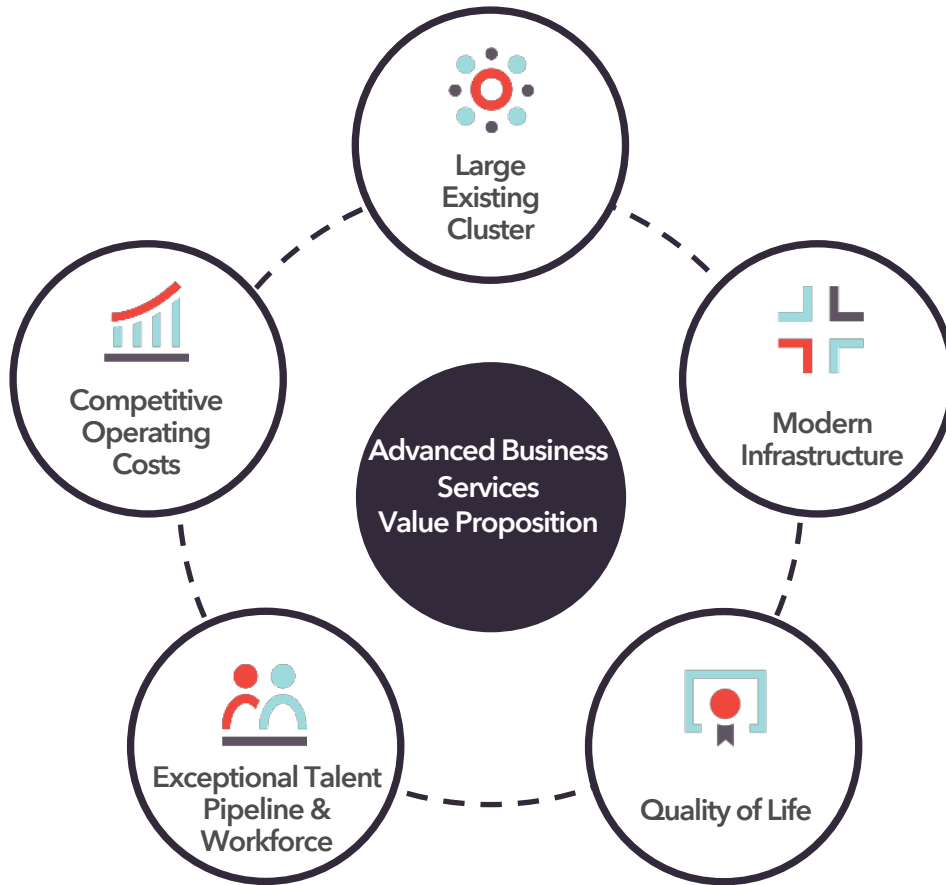 Large
Existing
Cluster
Competitive
Operating
Costs
Modern
Infrastructure
Advanced Business
Services
Value Proposition
Exceptional Talent
Pipeline &
Workforce
Quality of Life